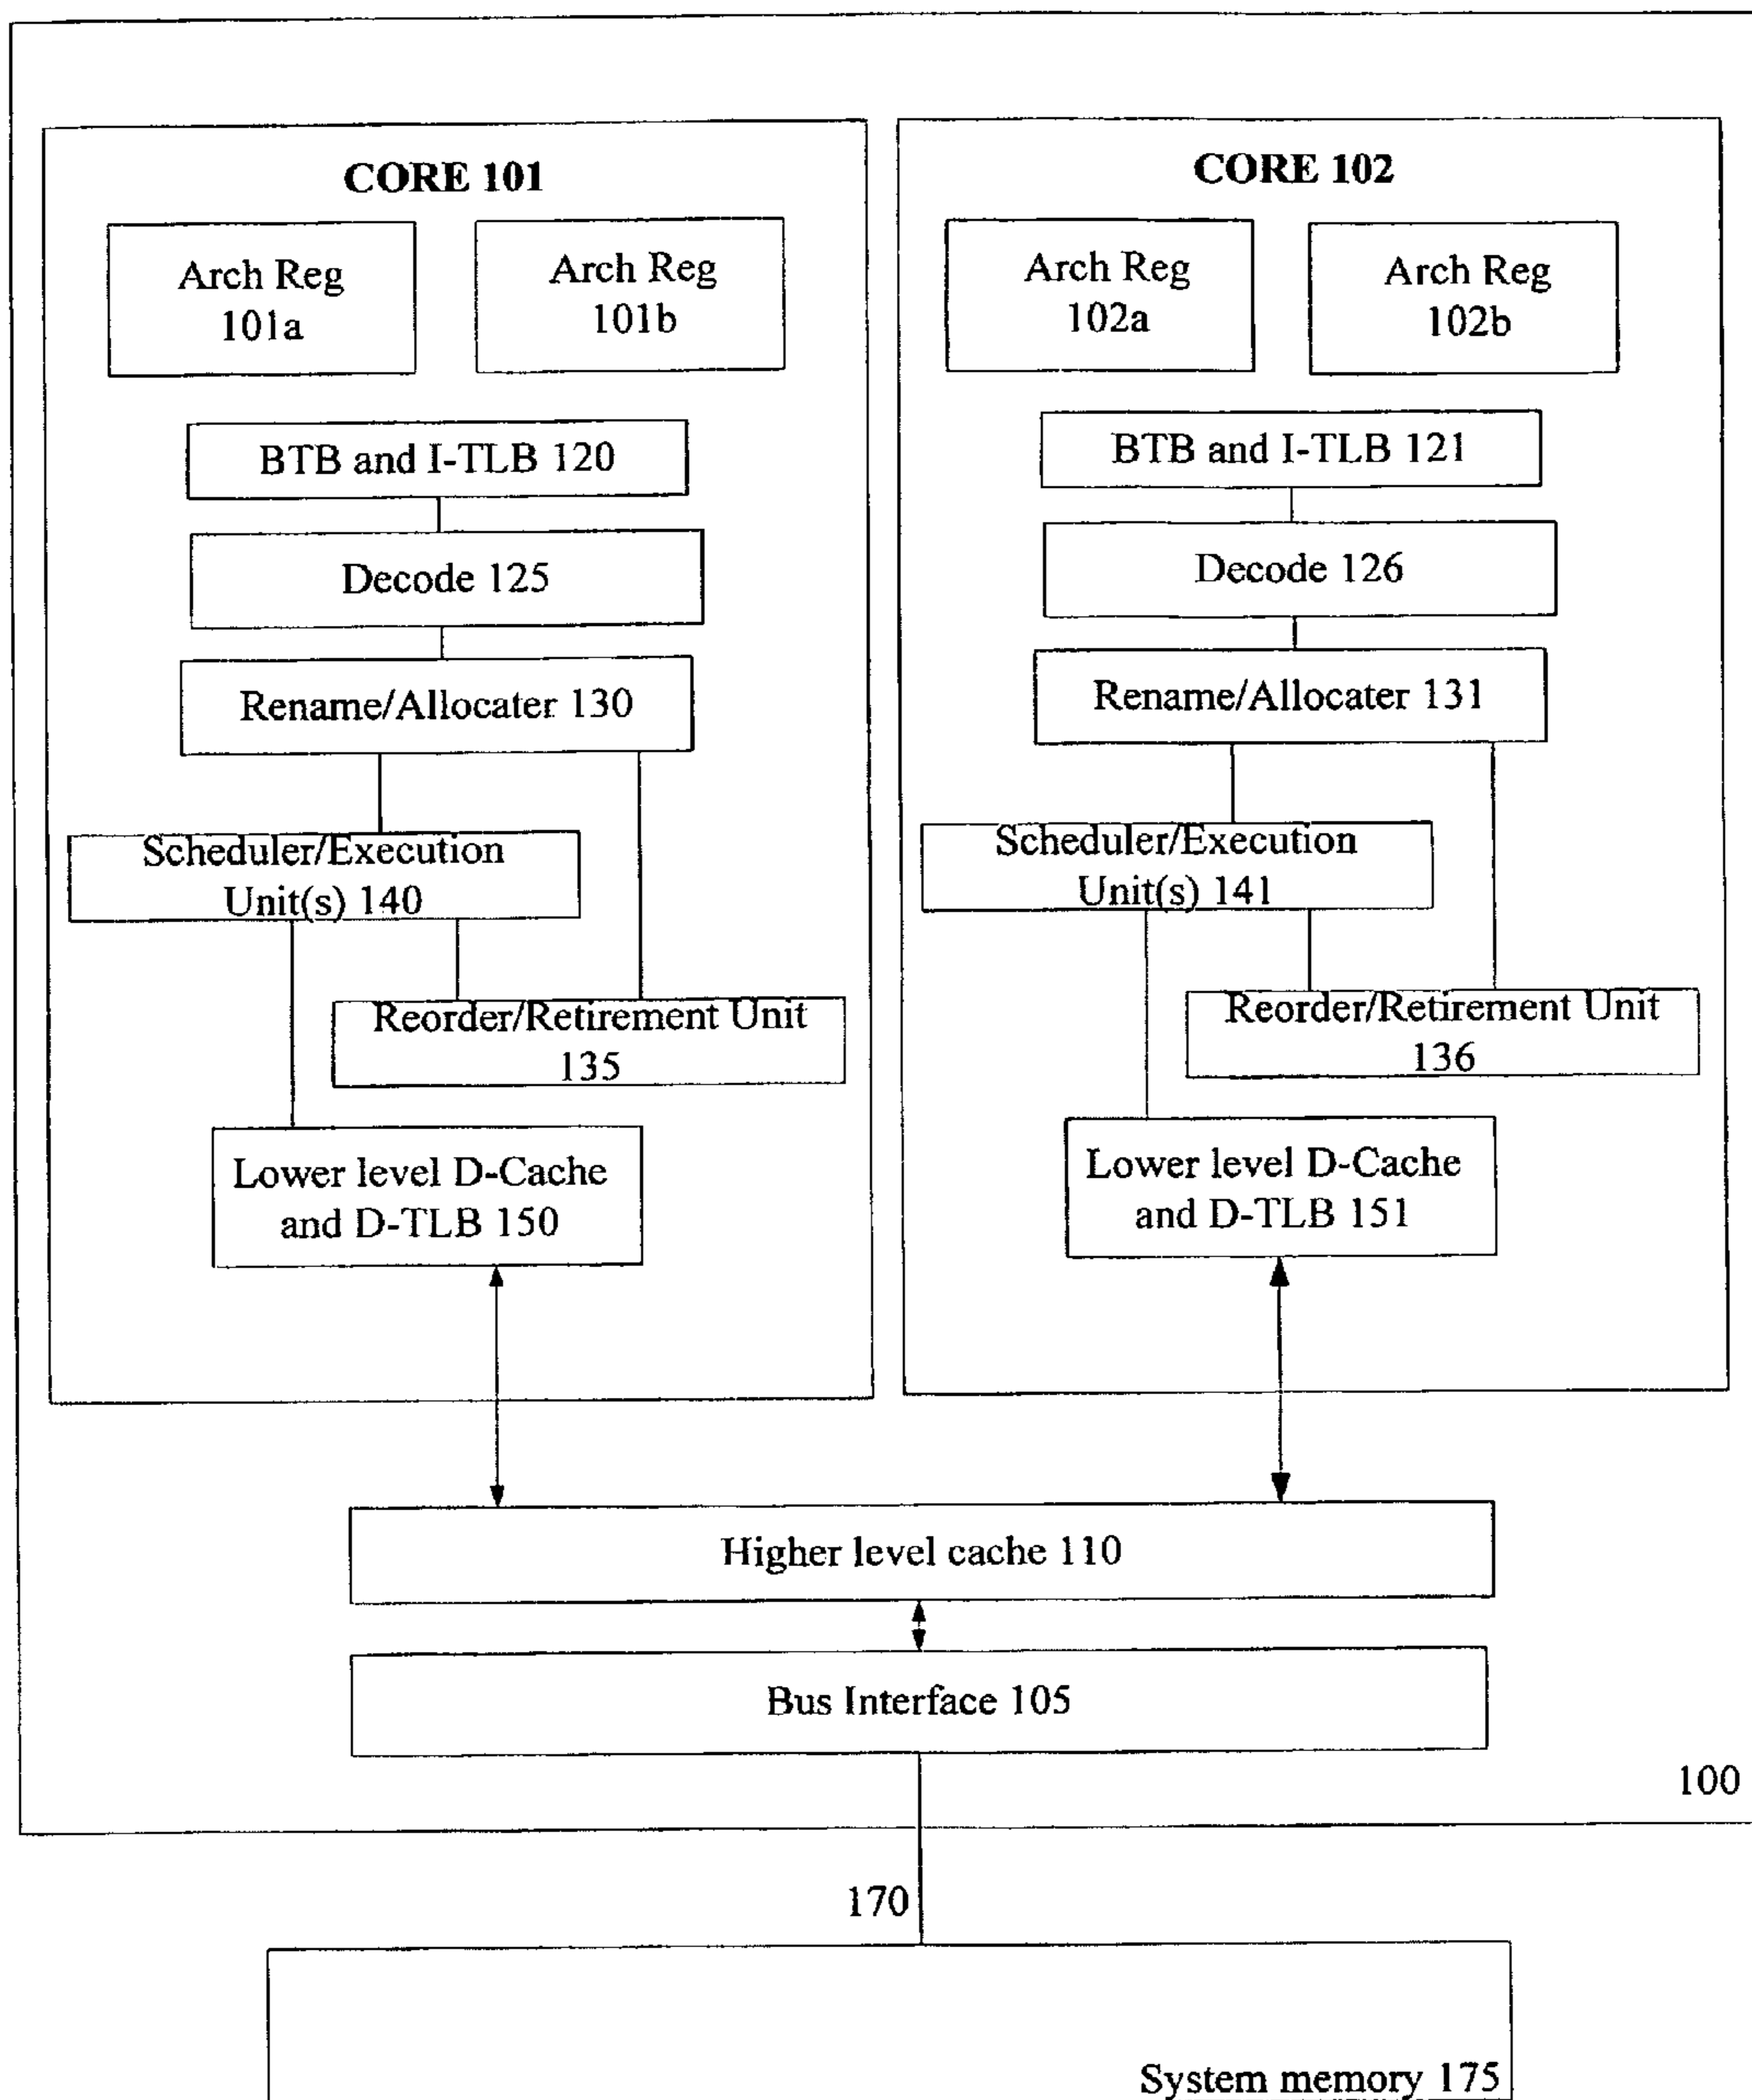 CORE 101
Arch Reg
101a
Arch Reg
101b
BTB and I-TLB 120
Decode 125
Rename/Allocater 130
Scheduler/Execution
Unit(s) 140
Reorder/Retirement Unit
135
Lower level D-Cache
and D-TLB 150
CORE 102
Arch Reg
102a
Arch Reg
102b
BTB and I-TLB 121
Decode 126
Rename/Allocater 131
Scheduler/Execution
Unit(s) 141
Reorder/Retirement Unit
136
Lower level D-Cache
and D-TLB 151
Higher level cache 110
Bus Interface 105
100
170
System memory 175